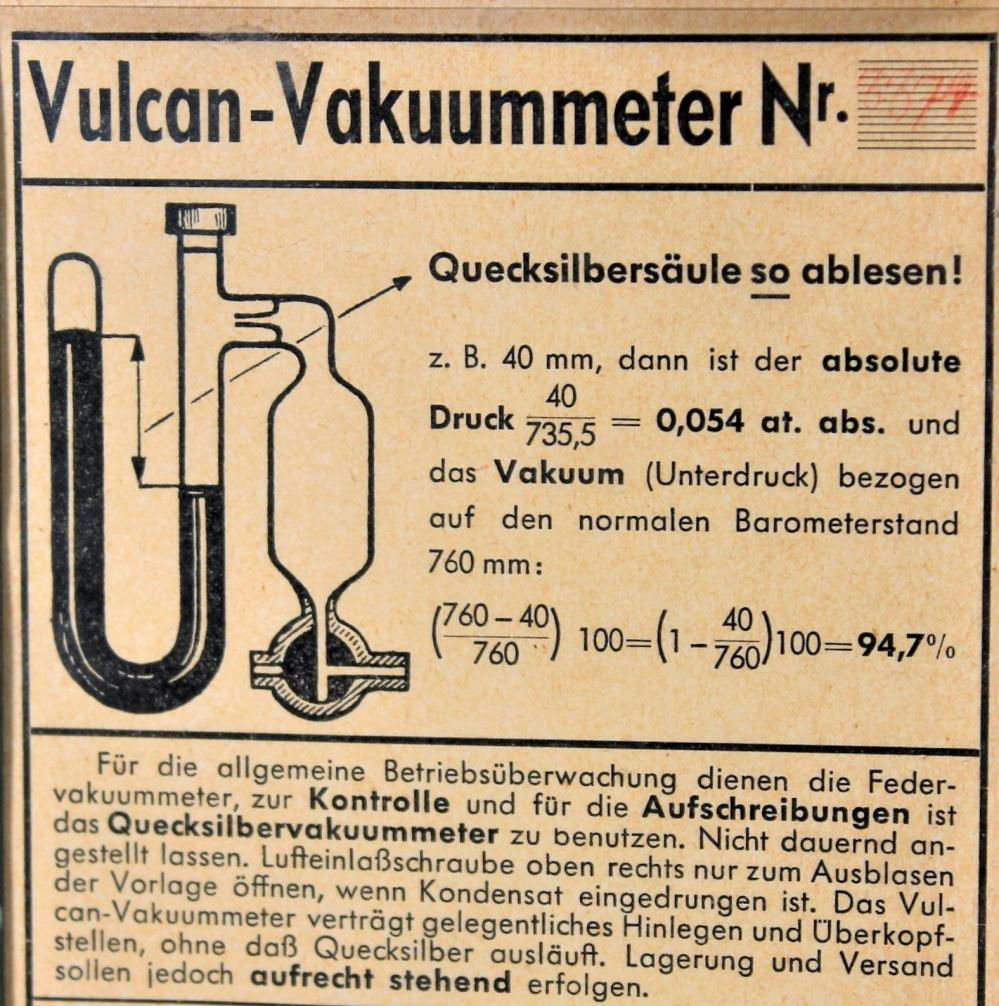 Vulcan-Vakuummeter Nr.
Quecksilbersäule so ablesen!
z. B. 40 mm, dann ist der absolute
Druck 40/735,5 = 0,054 at. abs. und
das Vakuum (Unterdruck) bezogen
auf den normalen Barometerstand
760 mm:
(760 – 40/760) 100=(1 – 40/760)100=94,7%
Für die allgemeine Betriebsüberwachung dienen die Feder-
vakuummeter, zur Kontrolle und für die Aufschreibungen ist
das Quecksilbervakuummeter zu benutzen. Nicht dauernd an-
gestellt lassen. Lufteinlaßschraube oben rechts nur zum Ausblasen
der Vorlage öffnen, wenn Kondensat eingedrungen ist. Das Vul-
can-Vakuummeter verträgt gelegentliches Hinlegen und Überkopf-
stellen, ohne daß Quecksilber ausläuft. Lagerung und Versand
sollen jedoch aufrecht stehend erfolgen.